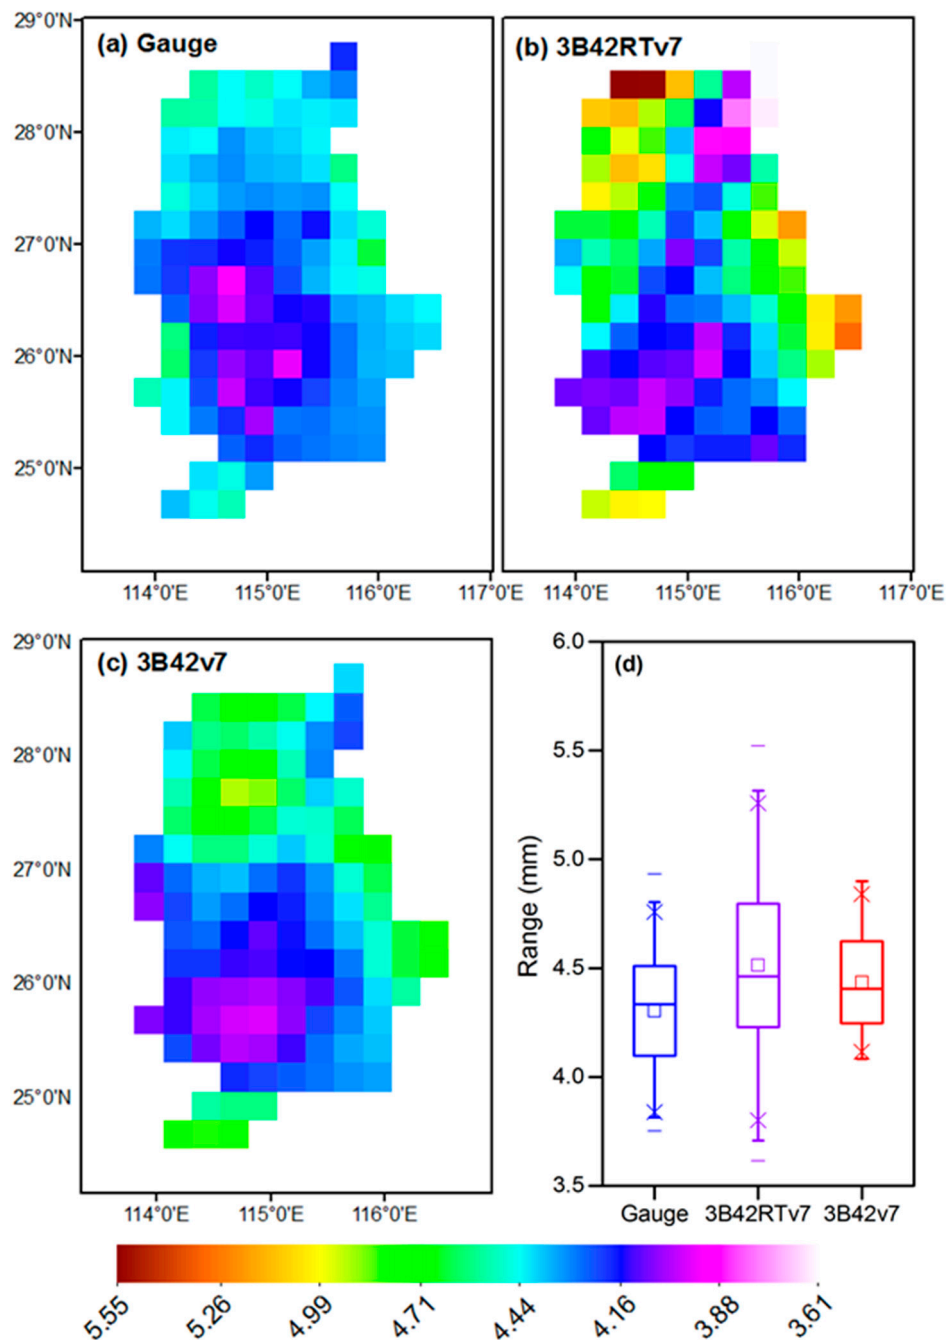 (a) Gauge
29°0'N
28°0'N
27°0'N
26°0'N
25°0'N
114°0'E 115°0'E 116°0'E 117°0'E
(b) 3B42RTv7
114°0'E 115°0'E 116°0'E 117°0'E
(c) 3B42v7
29°0'N
28°0'N
27°0'N
26°0'N
25°0'N
114°0'E 115°0'E 116°0'E
(d)
Range (mm)
6.0
5.5
5.0
4.5
4.0
3.5
Gauge 3B42RTv7 3B42v7
5.55 5.26 4.99 4.71 4.44 4.16 3.88 3.61